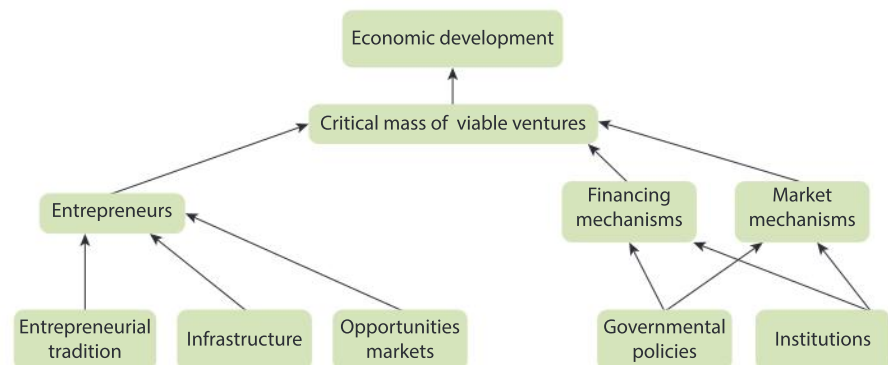 Economic development
Critical mass of viable ventures
Entrepreneurs
Financing
mechanisms
Market
mechanisms
Entrepreneurial
tradition
Infrastructure
Opportunities
markets
Governmental
policies
Institutions